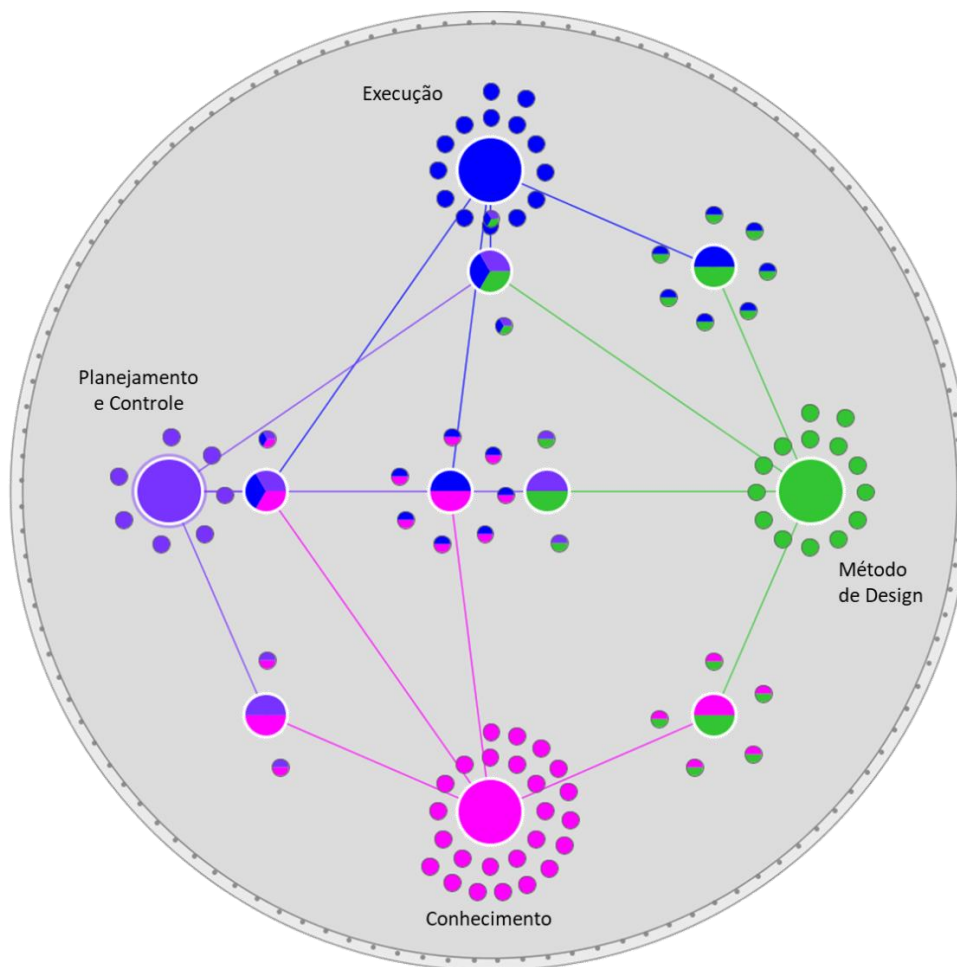 Execução
Planejamento
e Controle
Método
de Design
Conhecimento